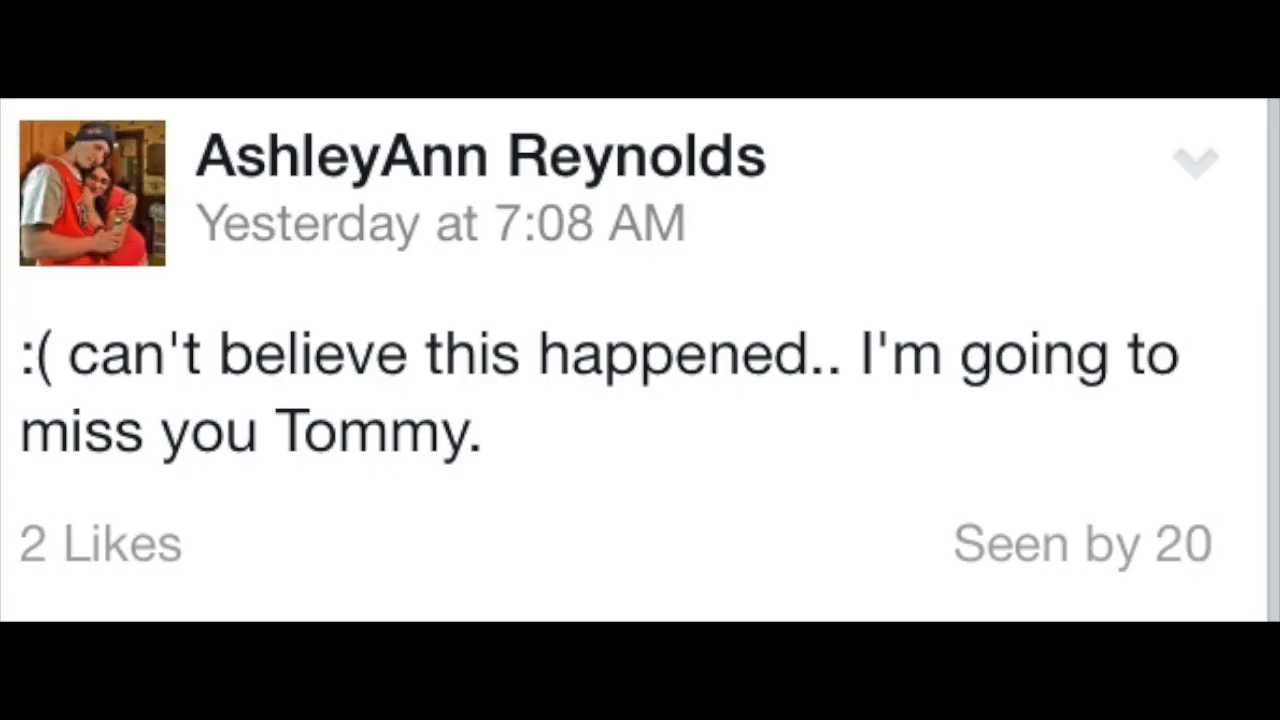 AshleyAnn Reynolds
Yesterday at 7:08 AM
:( can't believe this happened.. I'm going to
miss you Tommy.
2 Likes
Seen by 20